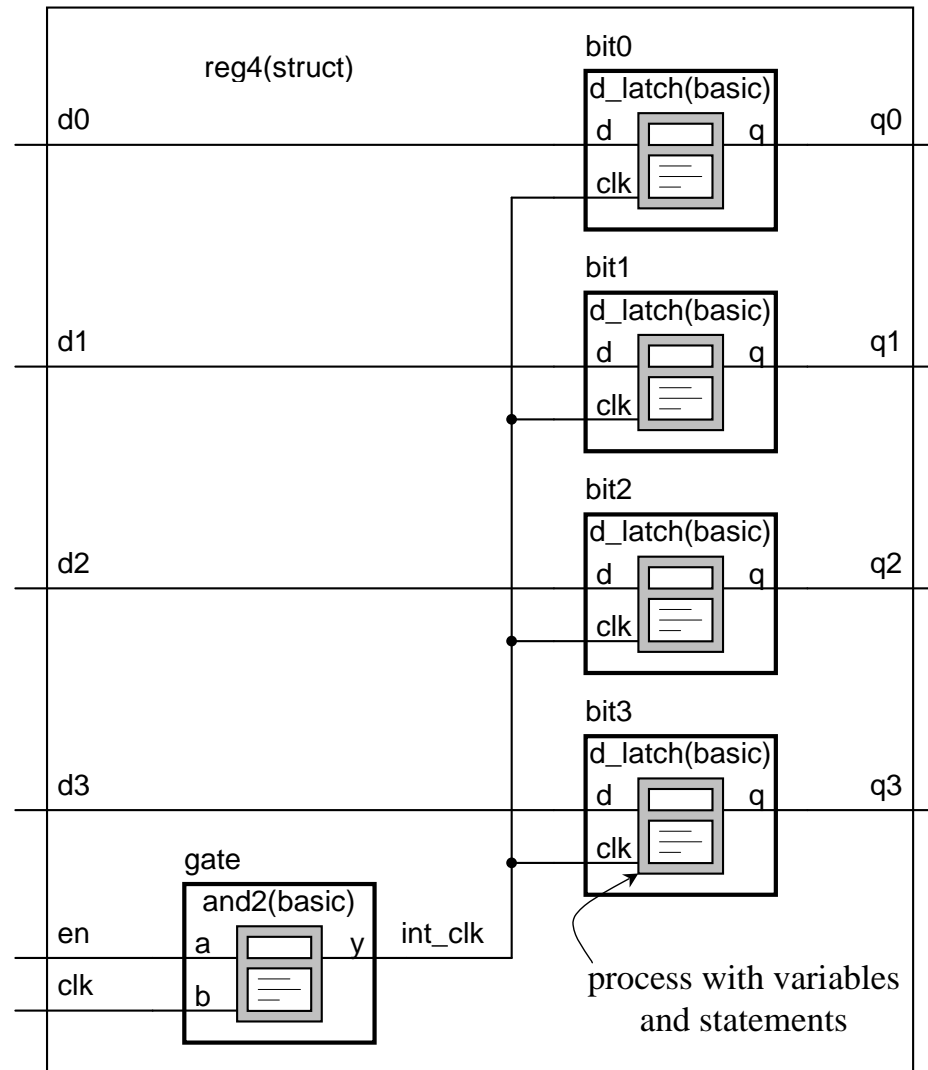 reg4(struct)
bit0
d_latch(basic)
d0
d
q
q0
clk
bit1
d_latch(basic)
d1
d
q
q1
clk
bit2
d_latch(basic)
d2
d
q
q2
clk
bit3
d_latch(basic)
d3
d
q
q3
clk
gate
and2(basic)
en
a
y
int_clk
clk
b
process with variables
and statements